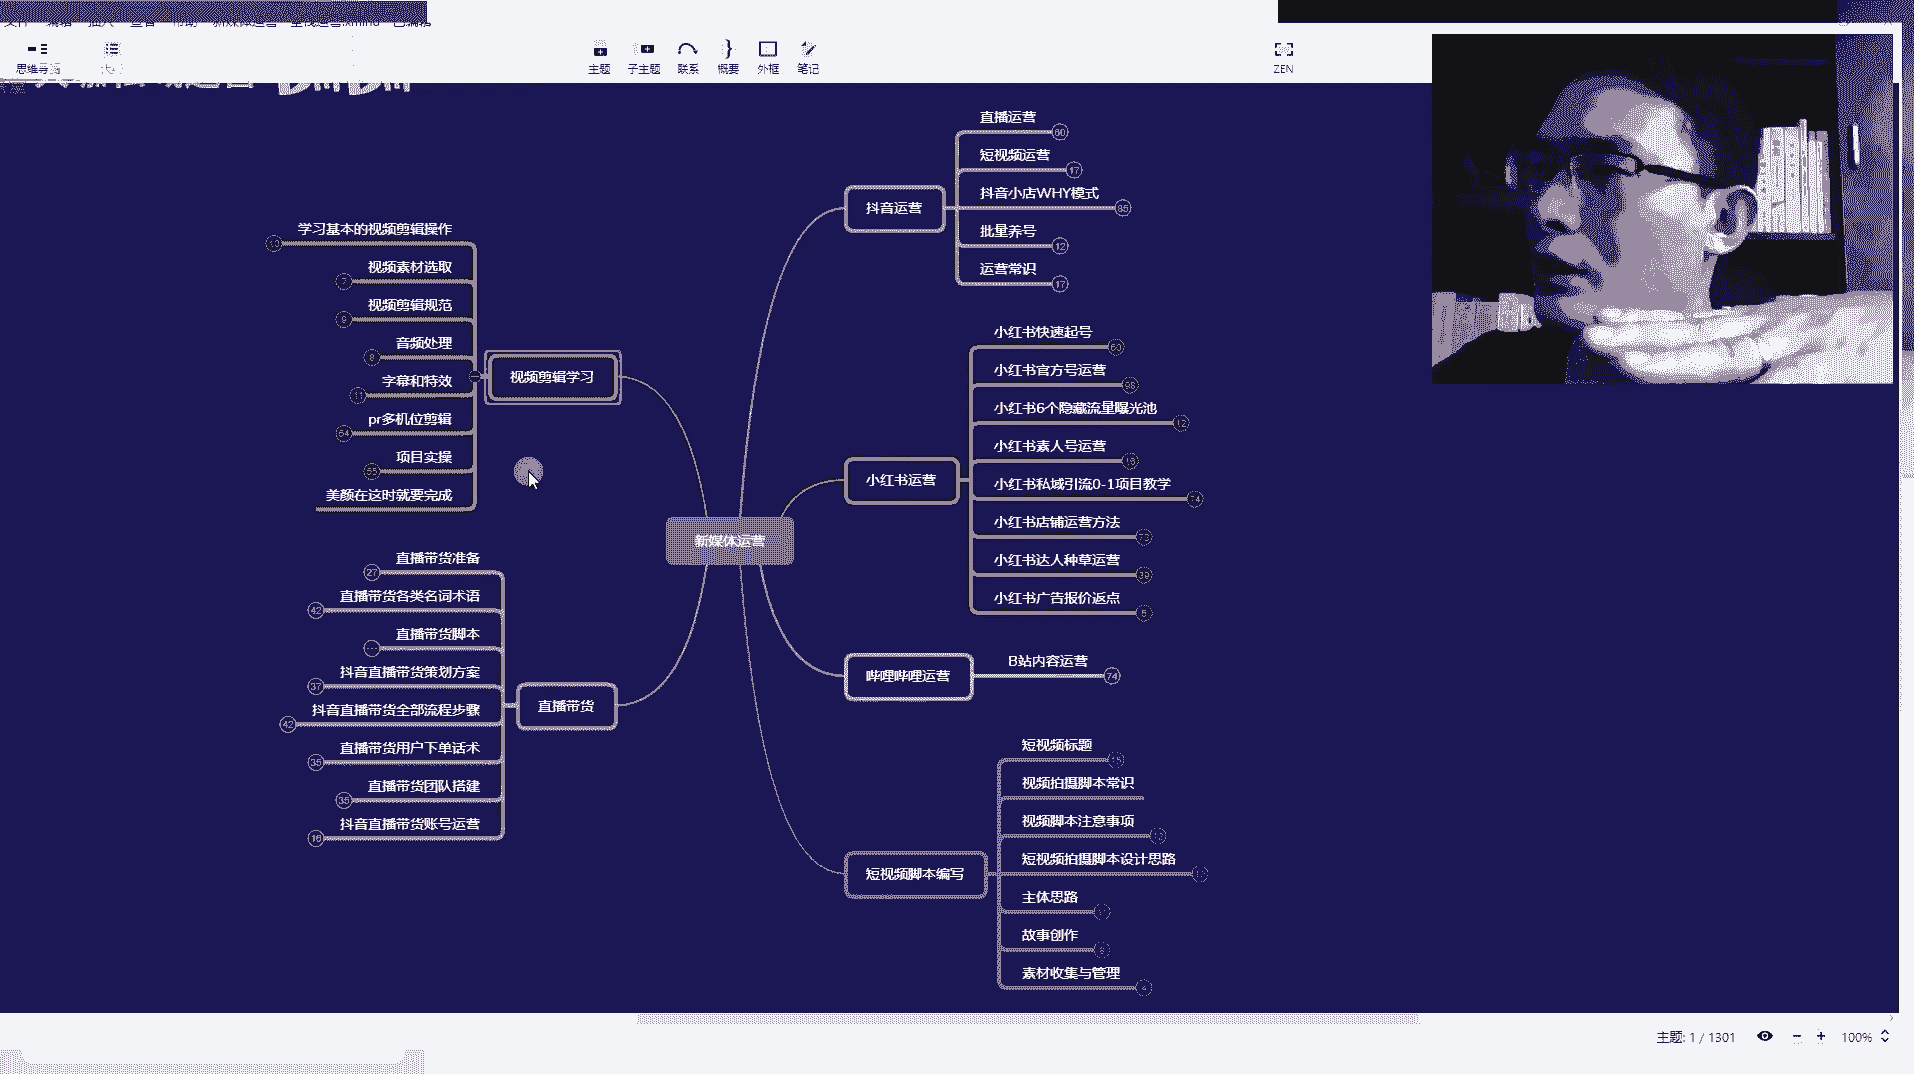 文件 编辑 插入 查看 帮助 新媒体运营
思维导图
主题
子主题
联系
概要
外框
笔记
ZEN
新媒体运营
抖音运营
直播运营
60
短视频运营
17
抖音小店WHY模式
85
批量养号
12
运营常识
17
小红书运营
小红书快速起号
60
小红书官方号运营
98
小红书6个隐藏流量曝光池
12
小红书素人号运营
小红书私域引流0-1项目教学
小红书店铺运营方法
小红书达人种草运营
39
小红书广告报价返点
哔哩哔哩运营
B站内容运营
74
短视频脚本编写
短视频标题
视频拍摄脚本常识
视频脚本注意事项
短视频拍摄脚本设计思路
主体思路
故事创作
素材收集与管理
视频剪辑学习
学习基本的视频剪辑操作
视频素材选取
7
视频剪辑规范
9
音频处理
8
字幕和特效
11
pr多机位剪辑
54
项目实操
55
美颜在这时就要完成
直播带货
直播带货准备
27
直播带货各类名词术语
42
直播带货脚本
抖音直播带货策划方案
37
抖音直播带货全部流程步骤
42
直播带货用户下单话术
35
直播带货团队搭建
35
抖音直播带货账号运营
16
主题: 1 / 1301
100%